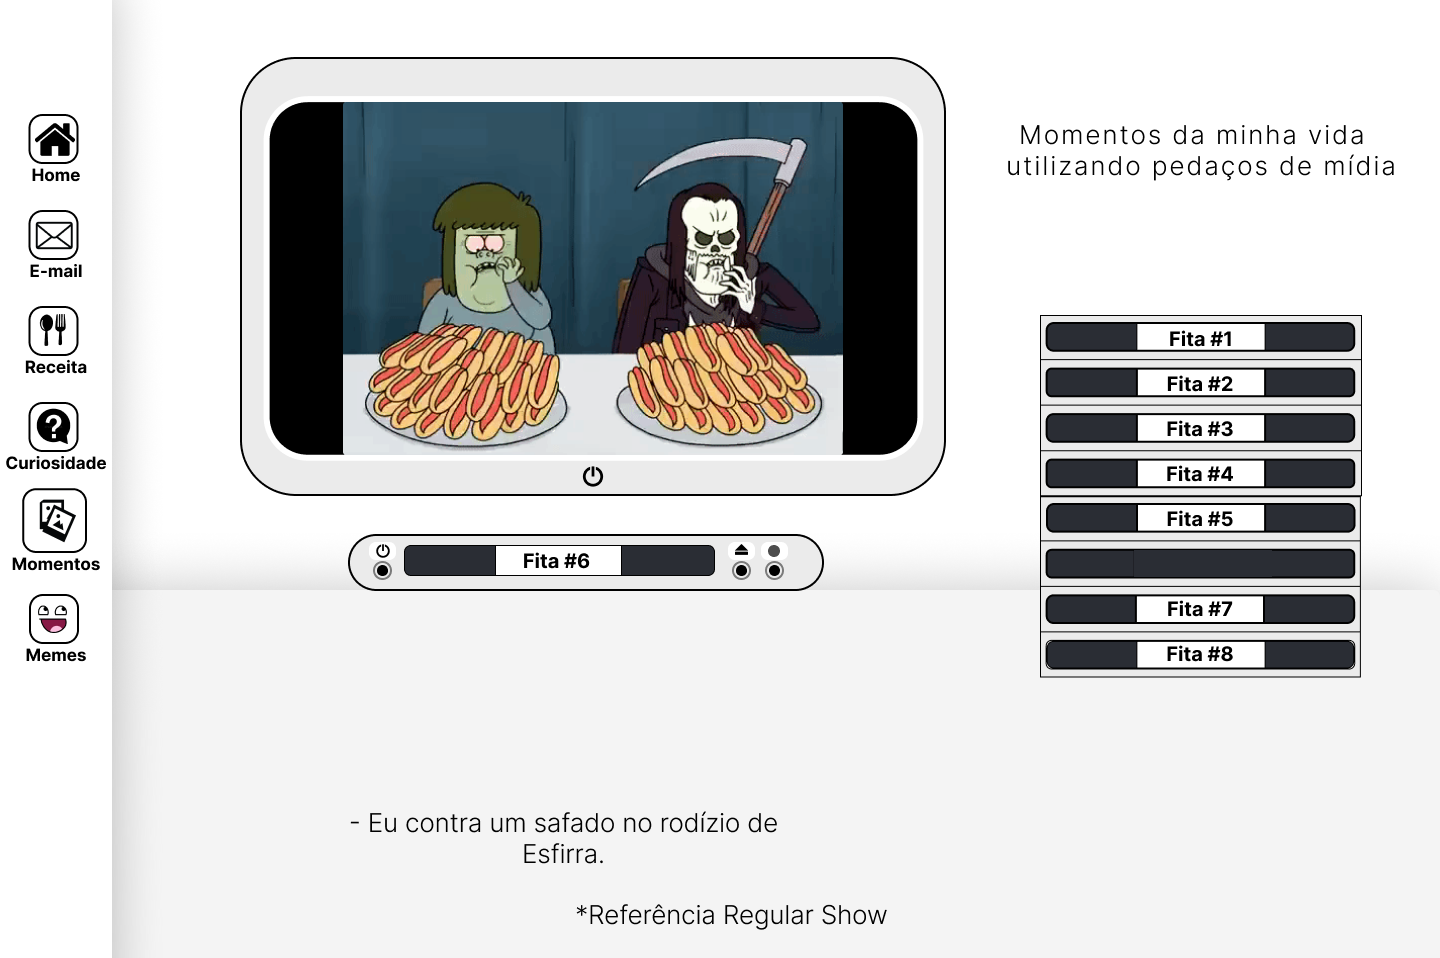 Home
E-mail
Receita
Curiosidade
Momentos
Memes
Momentos da minha vida
utilizando pedaços de mídia
Fita #1
Fita #2
Fita #3
Fita #4
Fita #5
Fita #7
Fita #8
Fita #6
- Eu contra um safado no rodízio de
Esfirra.
*Referência Regular Show